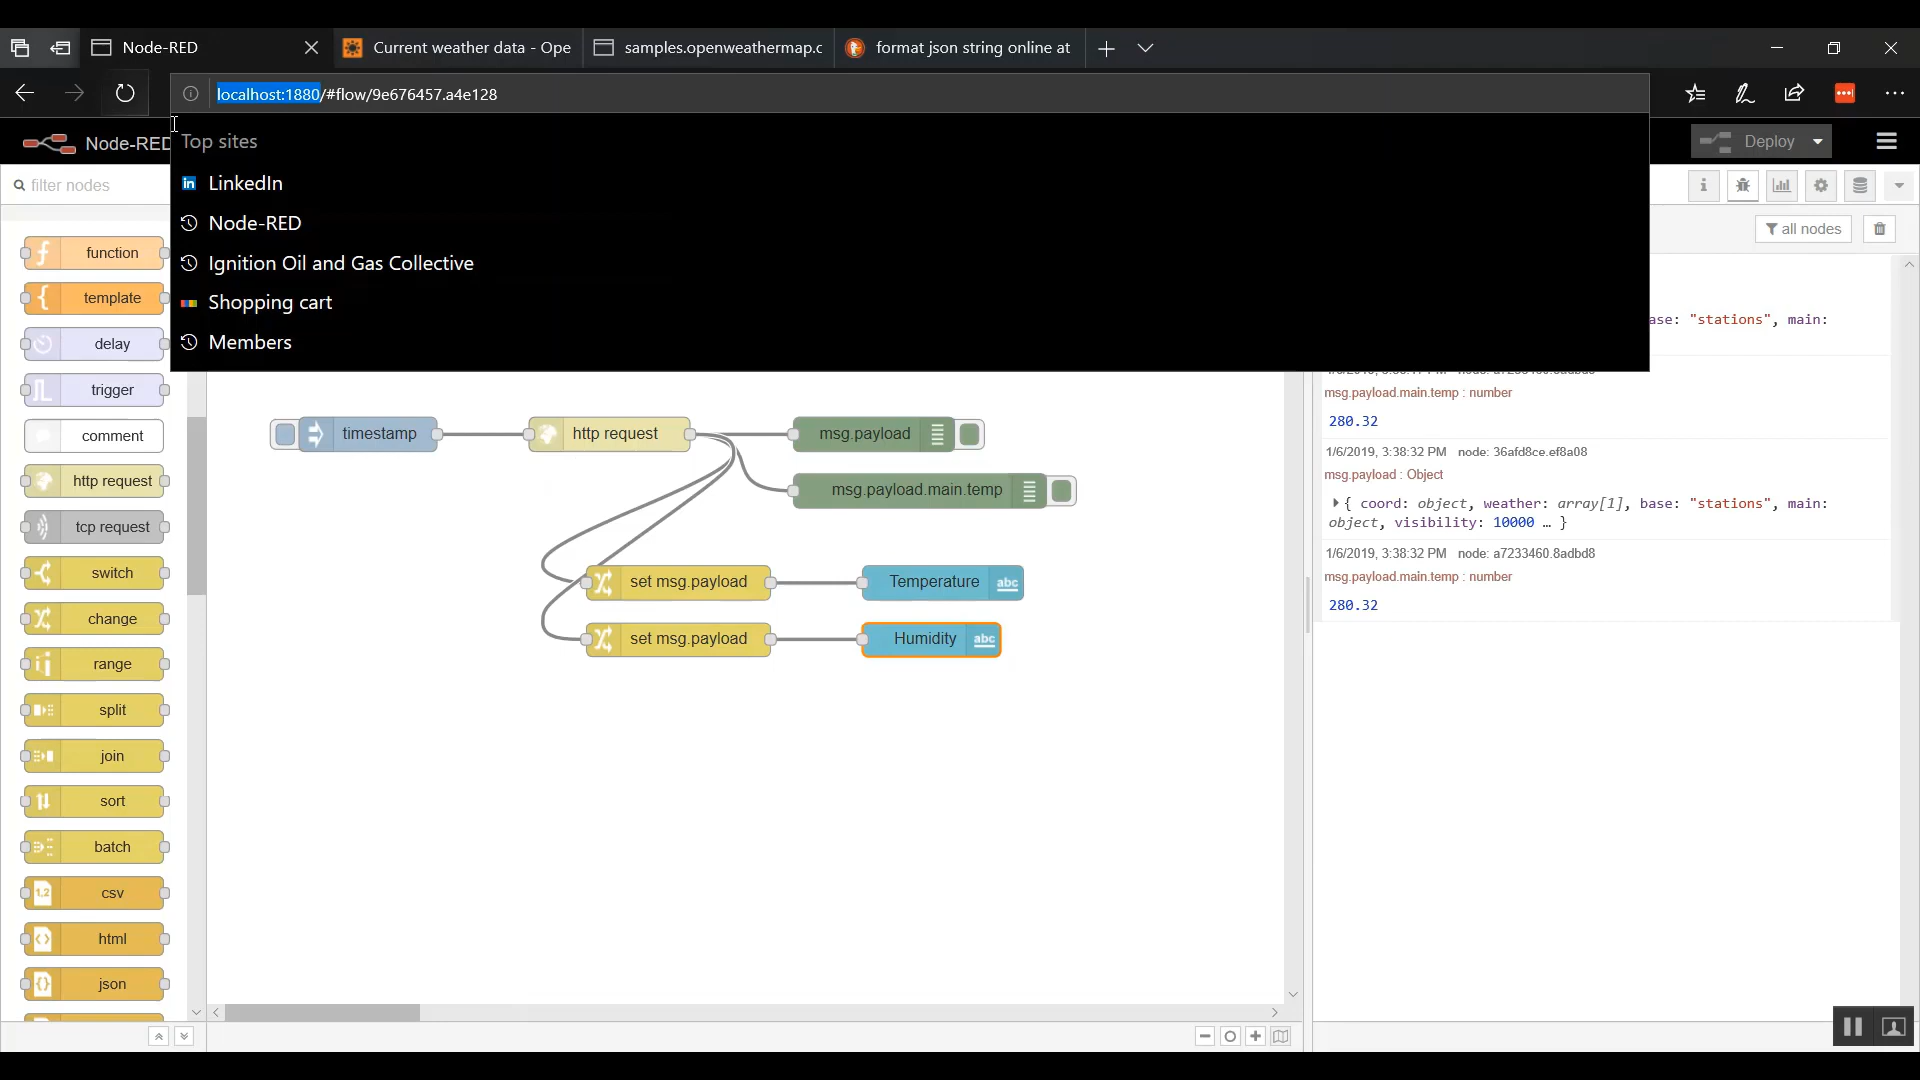 Node-RED
Current weather data - Ope
samples.openweathermap.c
format json string online at
localhost:1880/#flow/9e676457.a4e128
Node-RED
Top sites
LinkedIn
Node-RED
Ignition Oil and Gas Collective
Shopping cart
Members
Deploy
filter nodes
all nodes
function
template
delay
trigger
comment
http request
tcp request
switch
change
range
split
join
sort
batch
csv
html
json
timestamp
http request
msg.payload
msg.payload.main.temp
set msg.payload
Temperature
abc
set msg.payload
Humidity
abc
ase: "stations", main:
msg.payload.main.temp : number
280.32
1/6/2019, 3:38:32 PM node: 36afd8ce.ef8a08
msg.payload : Object
{ coord: object, weather: array[1], base: "stations", main:
object, visibility: 10000 … }
1/6/2019, 3:38:32 PM node: a7233460.8adbd8
msg.payload.main.temp : number
280.32